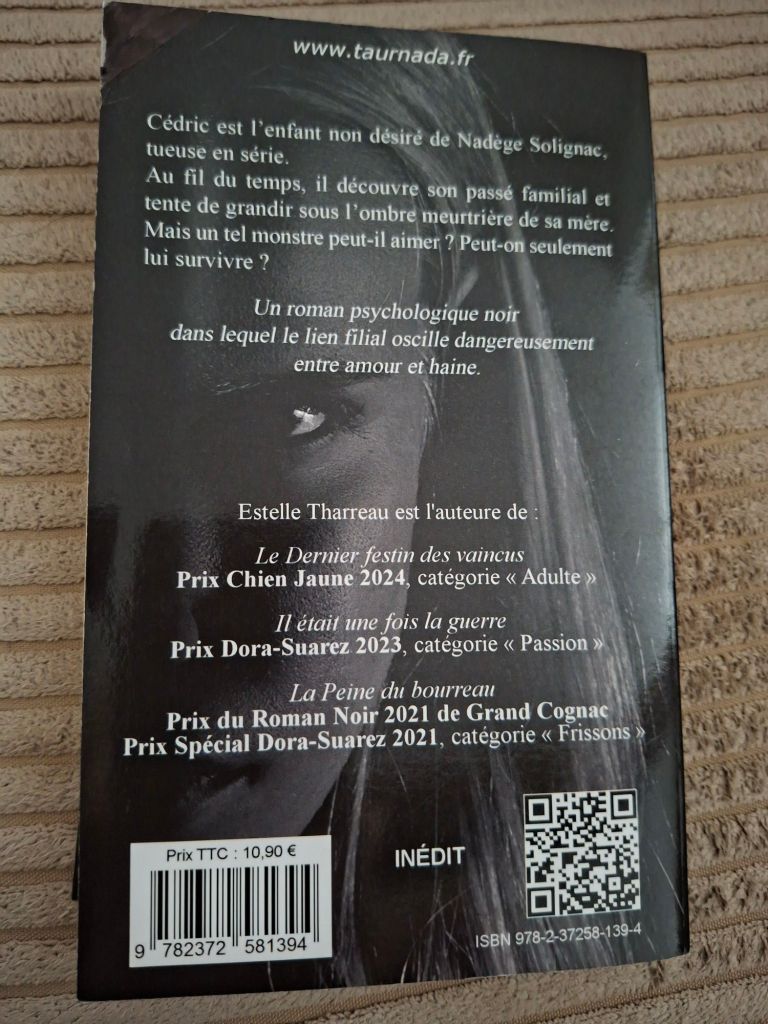 www.taurnada.fr
Cédric est l'enfant non désiré de Nadège Solignac,
tueuse en série.
Au fil du temps, il découvre son passé familial et
tente de grandir sous l'ombre meurtrière de sa mère.
Mais un tel monstre peut-il aimer ? Peut-on seulement
lui survivre ?
Un roman psychologique noir
dans lequel le lien filial oscille dangereusement
entre amour et haine.
Estelle Tharreau est l'auteure de :
Le Dernier festin des vaincus
Prix Chien Jaune 2024, catégorie « Adulte »
Il était une fois la guerre
Prix Dora-Suarez 2023, catégorie « Passion »
La Peine du bourreau
Prix du Roman Noir 2021 de Grand Cognac
Prix Spécial Dora-Suarez 2021, catégorie « Frissons »
Prix TTC : 10,90 €
INÉDIT
9 782372 581394
ISBN 978-2-37258-139-4